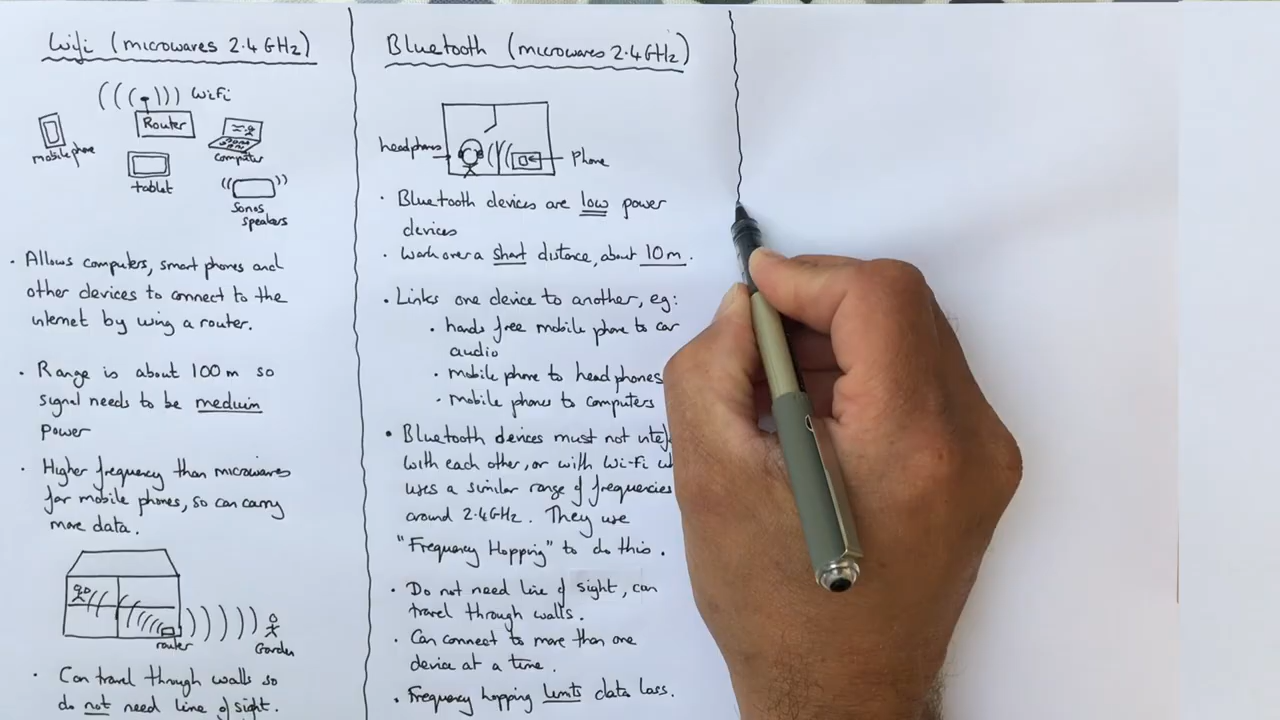 Wifi (microwaves 2.4 GHz)
WiFi
Router
mobile phone
computer
tablet
Sonos
speakers
. Allows computers, smart phones and
other devices to connect to the
internet by using a router.
. Range is about 100 m so
signal needs to be medium
power
. Higher frequency than microwaves
for mobile phones, so can carry
more data.
router
Garden
. Can travel through walls so
do not need line of sight.
Bluetooth (microwaves 2.4 GHz)
headphones
Phone
. Bluetooth devices are low power
devices
. Work over a short distance, about 10 m.
. Links one device to another, eg:
. hands free mobile phone to car
audio
. mobile phone to headphones
. mobile phones to computers
. Bluetooth devices must not
with each other, or with Wi-Fi
uses a similar range of frequencies
around 2.4 GHz. They use
"Frequency Hopping" to do this.
. Do not need line of sight, can
travel through walls.
. Can connect to more than one
device at a time.
. Frequency hopping limits data loss.